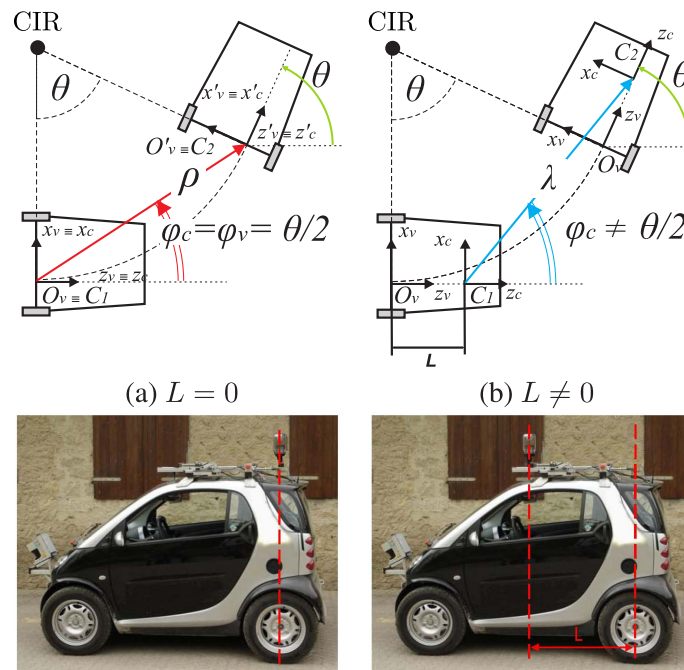 CIR
θ
x'v ≡ x'c
z'v ≡ z'c
θ
O'v ≡ C2
ρ
xv ≡ xc
φc=φv= θ/2
zv ≡ zc
Ov ≡ C1
(a) L = 0
CIR
θ
C2
zc
xc
θ
zv
xv
Ov
λ
xv
xc
φc ≠ θ/2
Ov
zv
C1
zc
L
(b) L ≠ 0
L